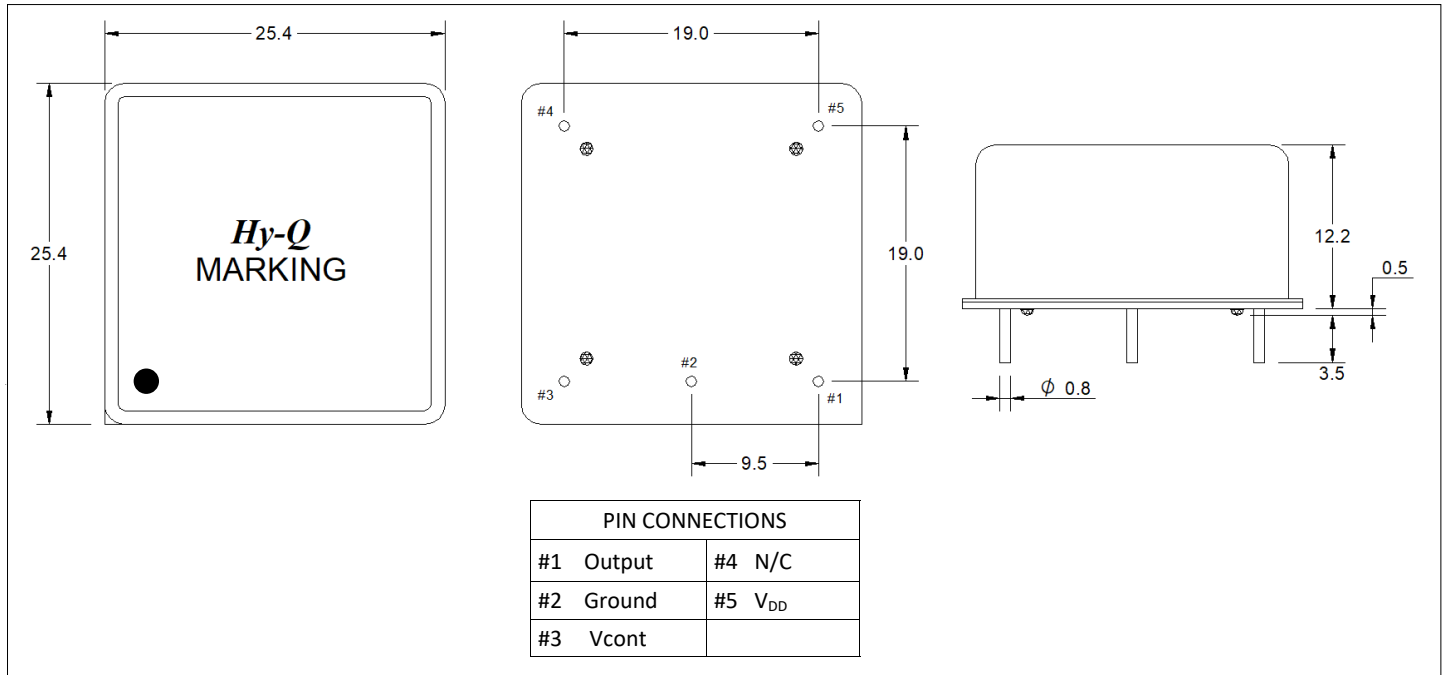 25.4
25.4
Hy-Q
MARKING
19.0
#4
#5
19.0
#2
#3
#1
9.5
12.2
0.5
3.5
ϕ 0.8
PIN CONNECTIONS
#1 Output #4 N/C
#2 Ground #5 VDD
#3 Vcont